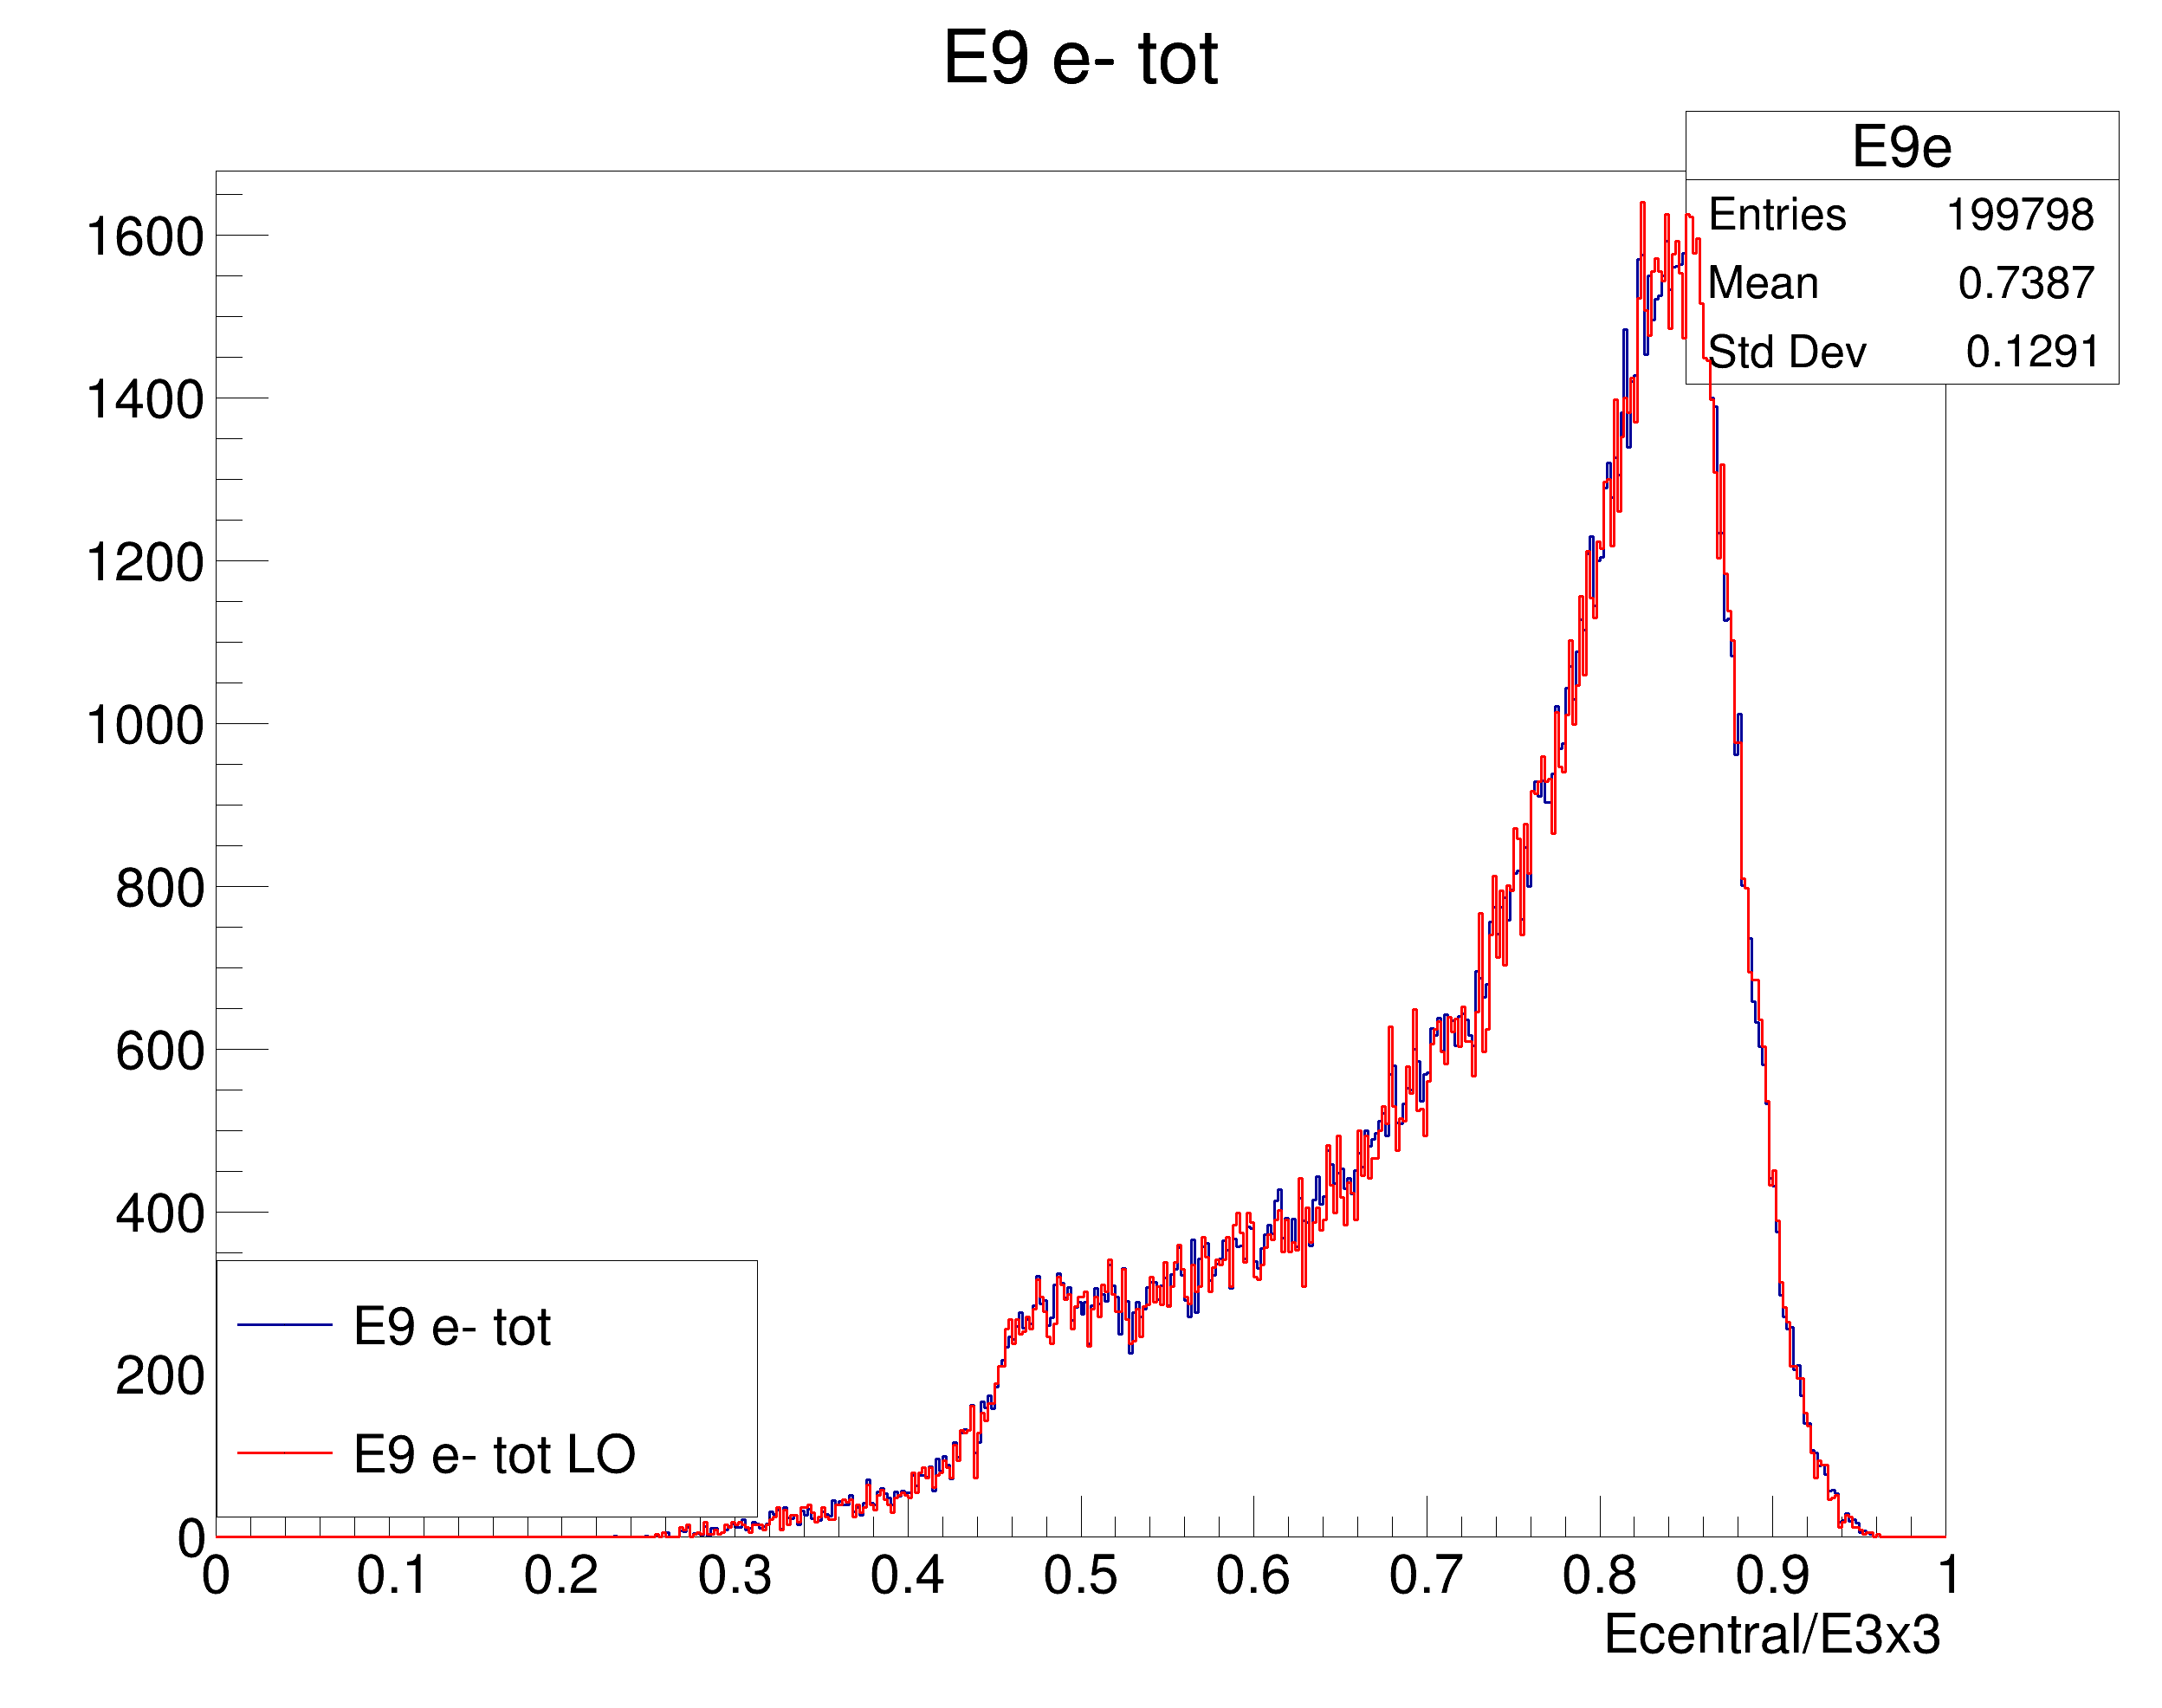 E9 e- tot
E9e
Entries 199798
Mean 0.7387
Std Dev 0.1291
1600
1400
1200
1000
800
600
400
200
0
E9 e- tot
E9 e- tot LO
0 0.1 0.2 0.3 0.4 0.5 0.6 0.7 0.8 0.9 1
Ecentral/E3x3